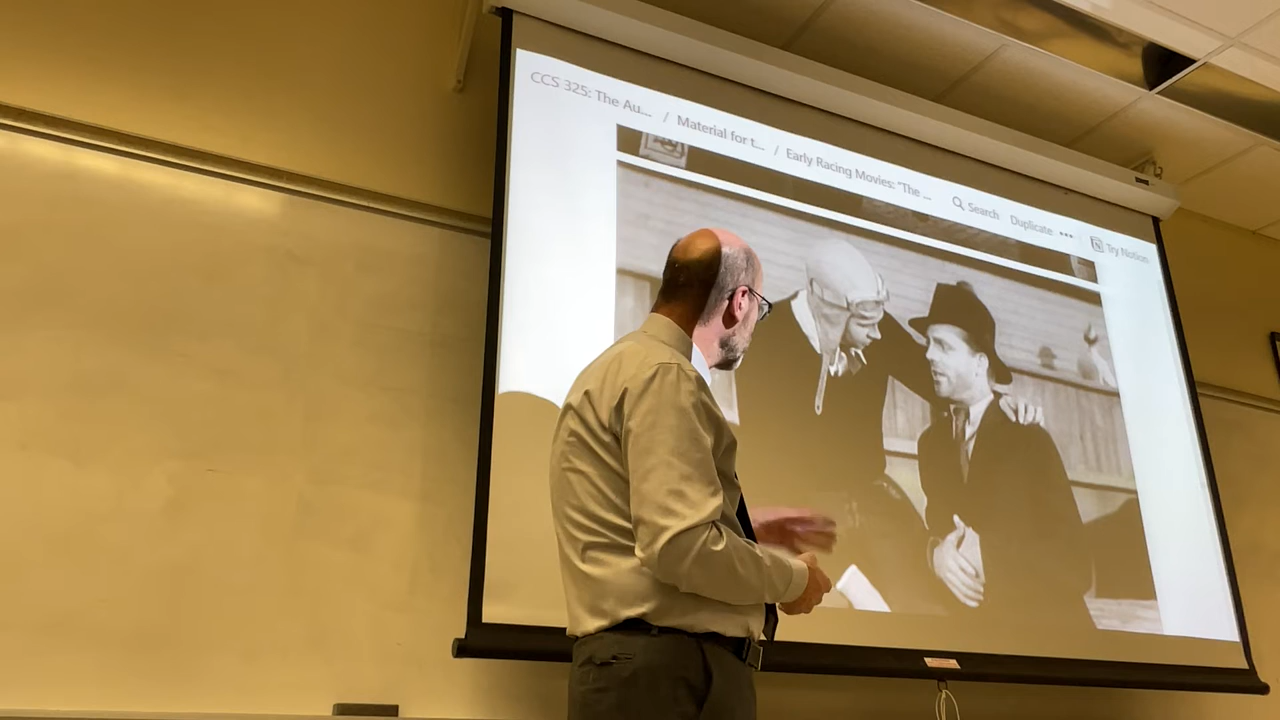 CCS 325: The Au... / Material for t... / Early Racing Movies: "The ... Search Duplicate ••• Try Notion